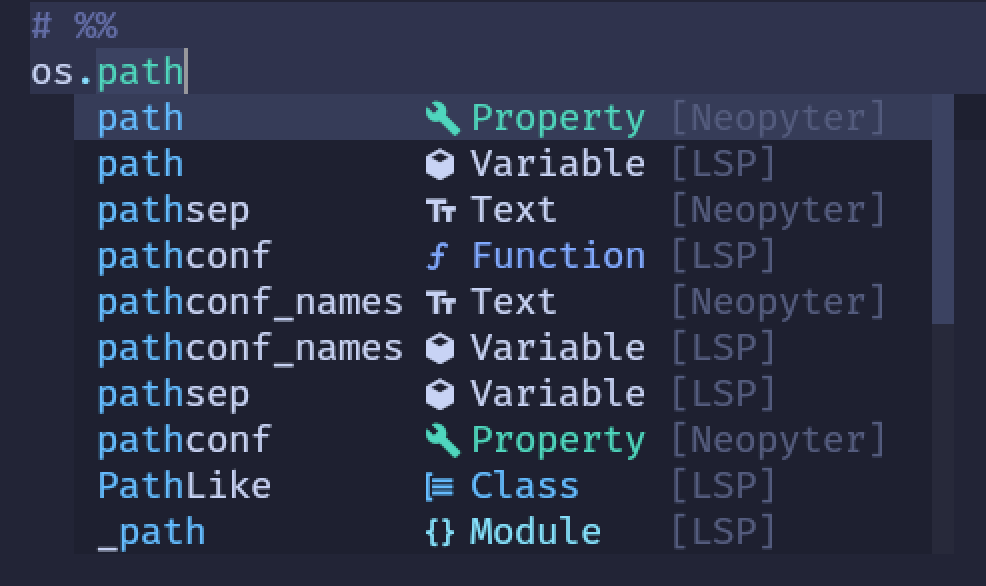 # %%
os.path
path Property [Neopyter]
path Variable [LSP]
pathsep Text [Neopyter]
pathconf Function [LSP]
pathconf_names Text [Neopyter]
pathconf_names Variable [LSP]
pathsep Variable [LSP]
pathconf Property [Neopyter]
PathLike Class [LSP]
_path {} Module [LSP]